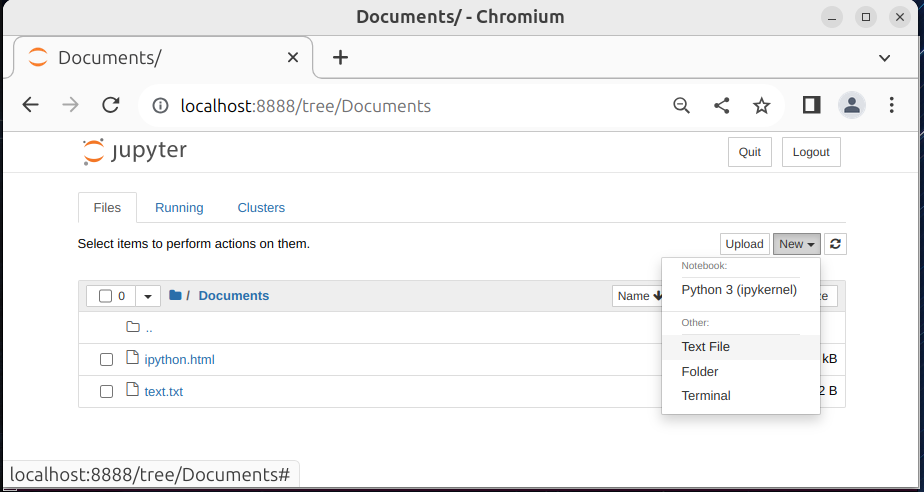 Documents/ - Chromium
Documents/
localhost:8888/tree/Documents
jupyter
Quit
Logout
Files
Running
Clusters
Select items to perform actions on them.
Upload
New
0
/
Documents
Name
Notebook:
Python 3 (ipykernel)
Other:
Text File
Folder
Terminal
..
ipython.html
kB
text.txt
2 B
localhost:8888/tree/Documents#